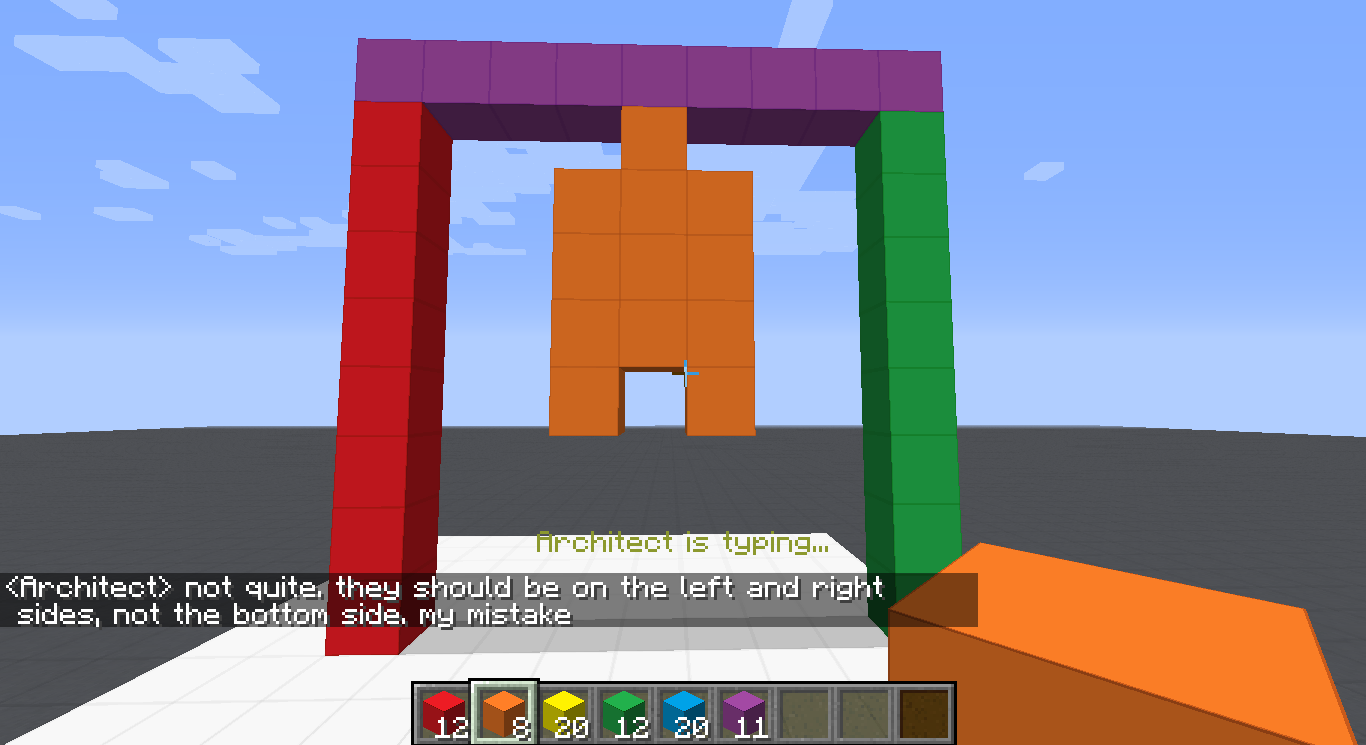 Architect is typing...
<Architect> not quite. they should be on the left and right
sides, not the bottom side. my mistake
12 8 20 12 20 11